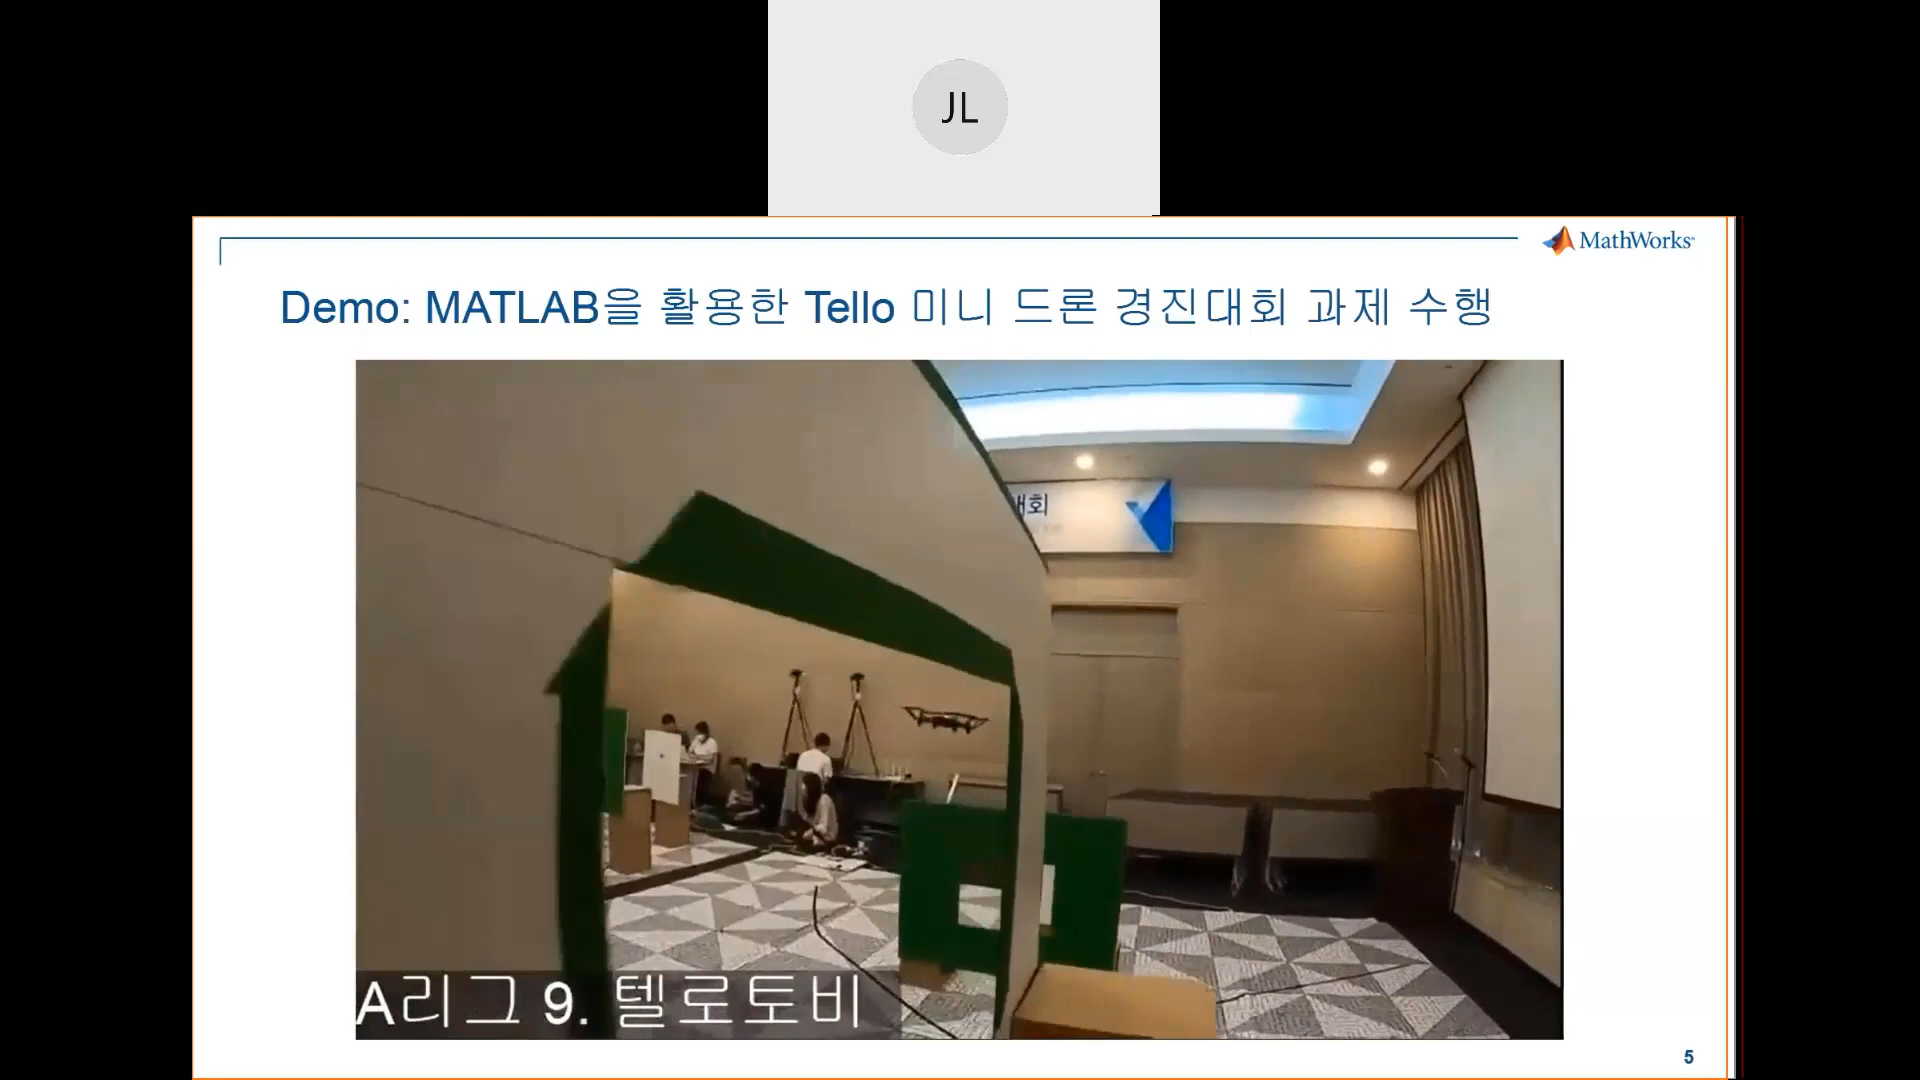 JL
MathWorks
Demo: MATLAB을 활용한 Tello 미니 드론 경진대회 과제 수행
대회
A리그 9. 텔로토비
5